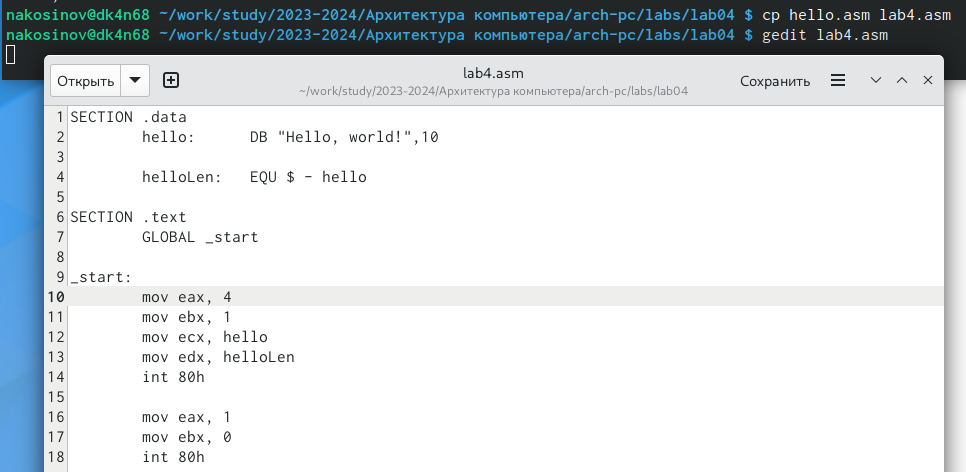 nakosinov@dk4n68 ~/work/study/2023-2024/Архитектура компьютера/arch-pc/labs/lab04 $ cp hello.asm lab4.asm
nakosinov@dk4n68 ~/work/study/2023-2024/Архитектура компьютера/arch-pc/labs/lab04 $ gedit lab4.asm
Открыть lab4.asm Сохранить
~/work/study/2023-2024/Архитектура компьютера/arch-pc/labs/lab04
1 SECTION .data
2 hello: DB "Hello, world!",10
3
4 helloLen: EQU $ - hello
5
6 SECTION .text
7 GLOBAL _start
8
9 _start:
10 mov eax, 4
11 mov ebx, 1
12 mov ecx, hello
13 mov edx, helloLen
14 int 80h
15
16 mov eax, 1
17 mov ebx, 0
18 int 80h